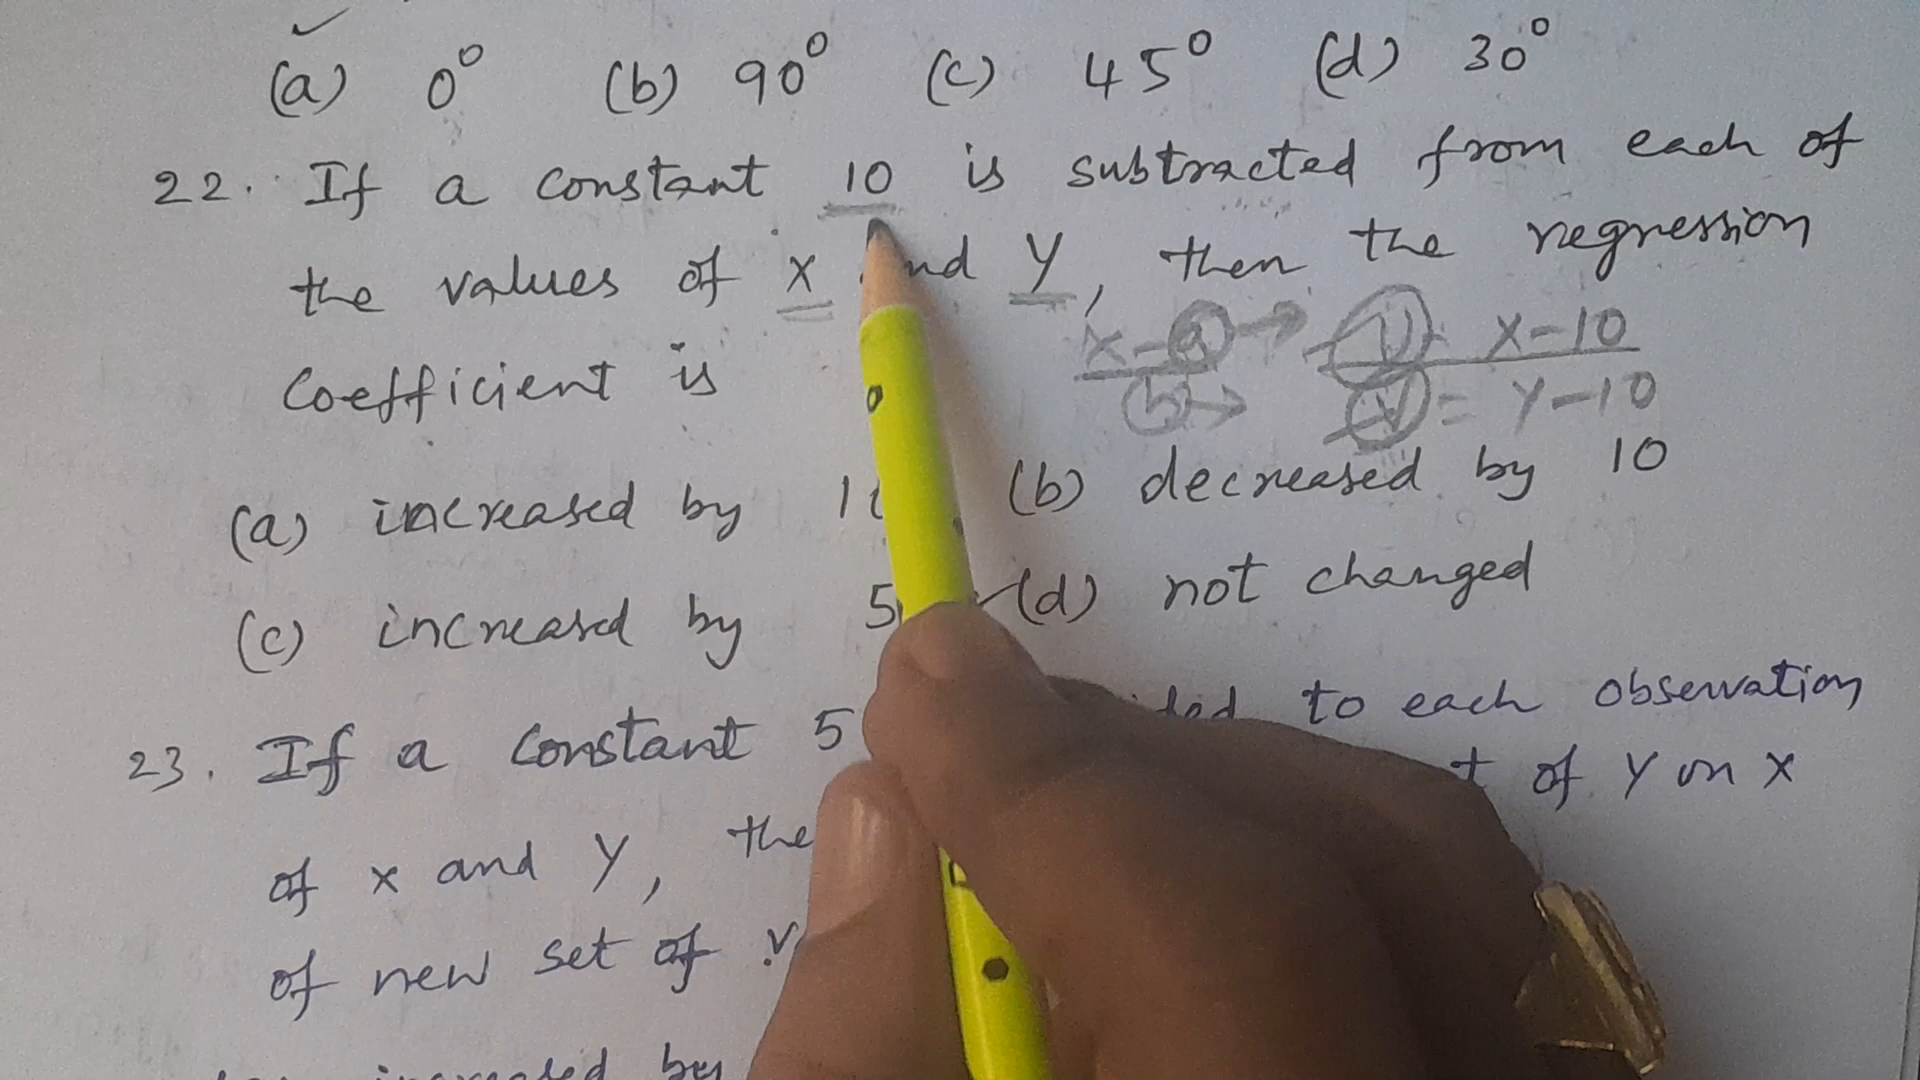 (a) 0° (b) 90° (c) 45° (d) 30°
22. If a constant 10 is subtracted from each of
the values of x and y, then the regression
x-a → U = x-10
Coefficient is
b → V = y-10
(a) increased by (b) decreased by 10
(c) increased by 5 (d) not changed
23. If a constant 5 to each observation
of x and y, the of y on x
of new set of
increased by